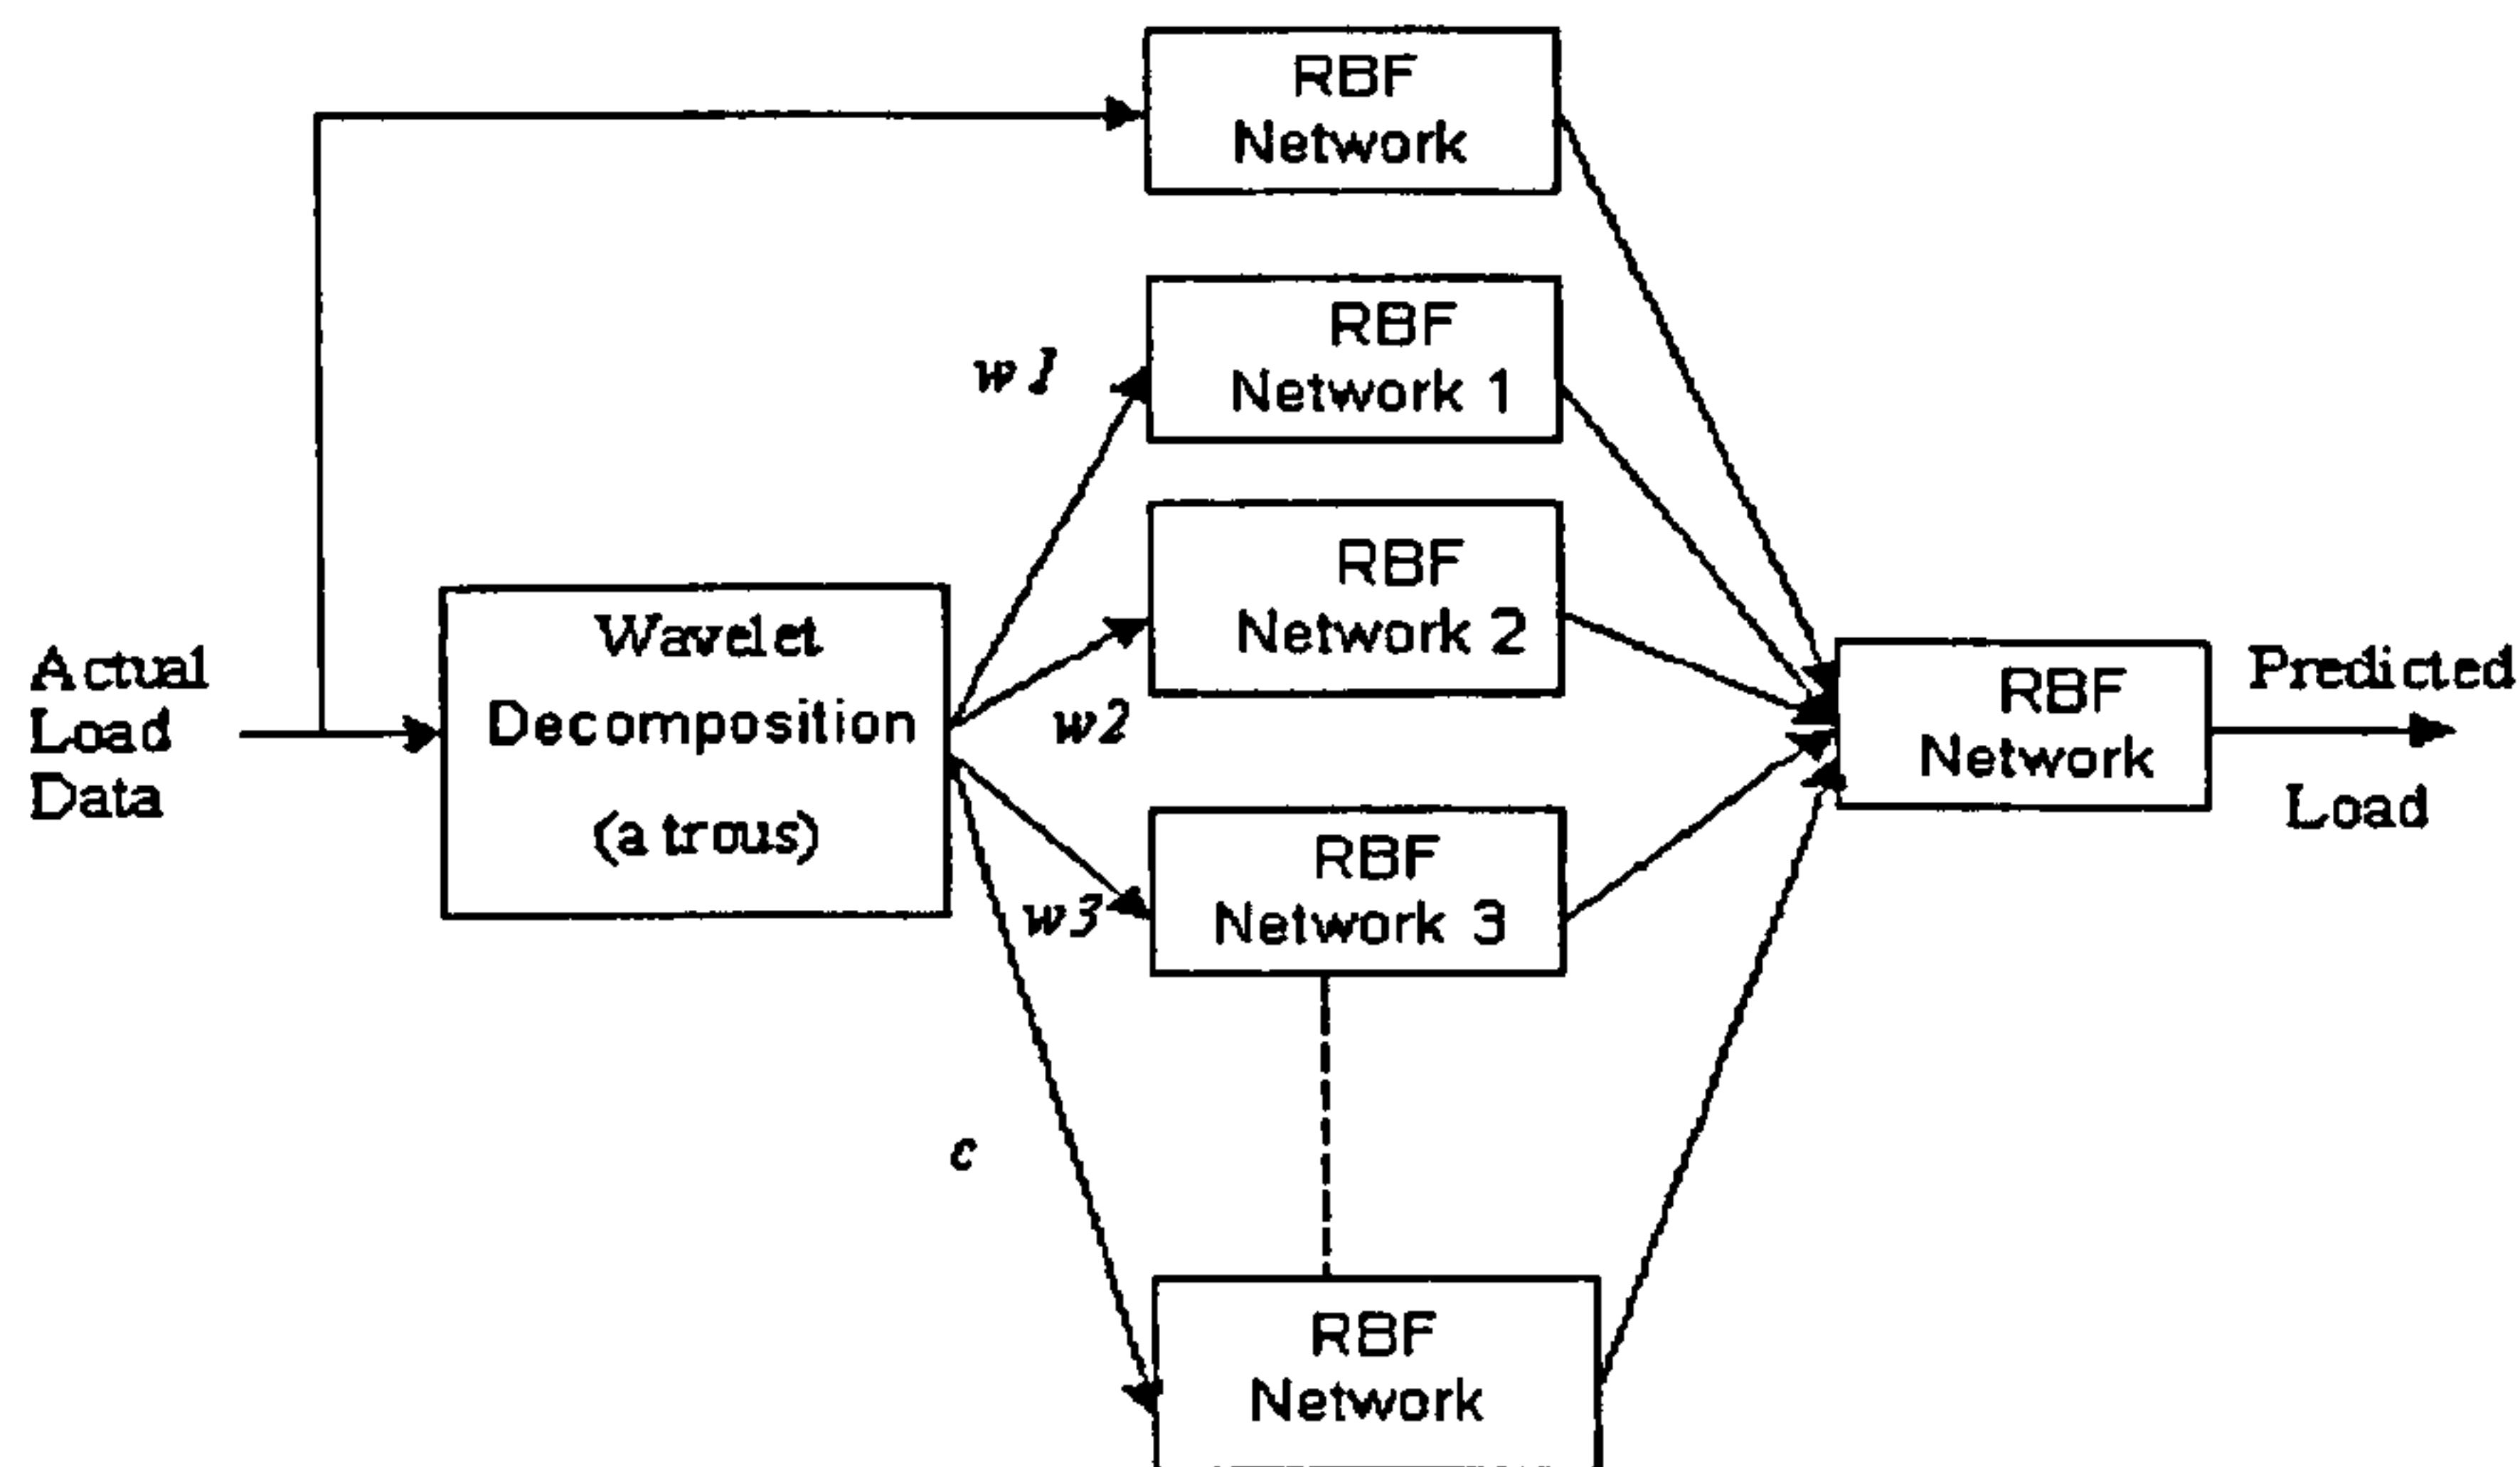 RBF
Network
w1
RBF
Network 1
RBF
Network 2
w2
Actual
Load
Data
Wavelet
Decomposition
(a trous)
RBF
Network
Predicted
Load
w3
RBF
Network 3
c
RBF
Network